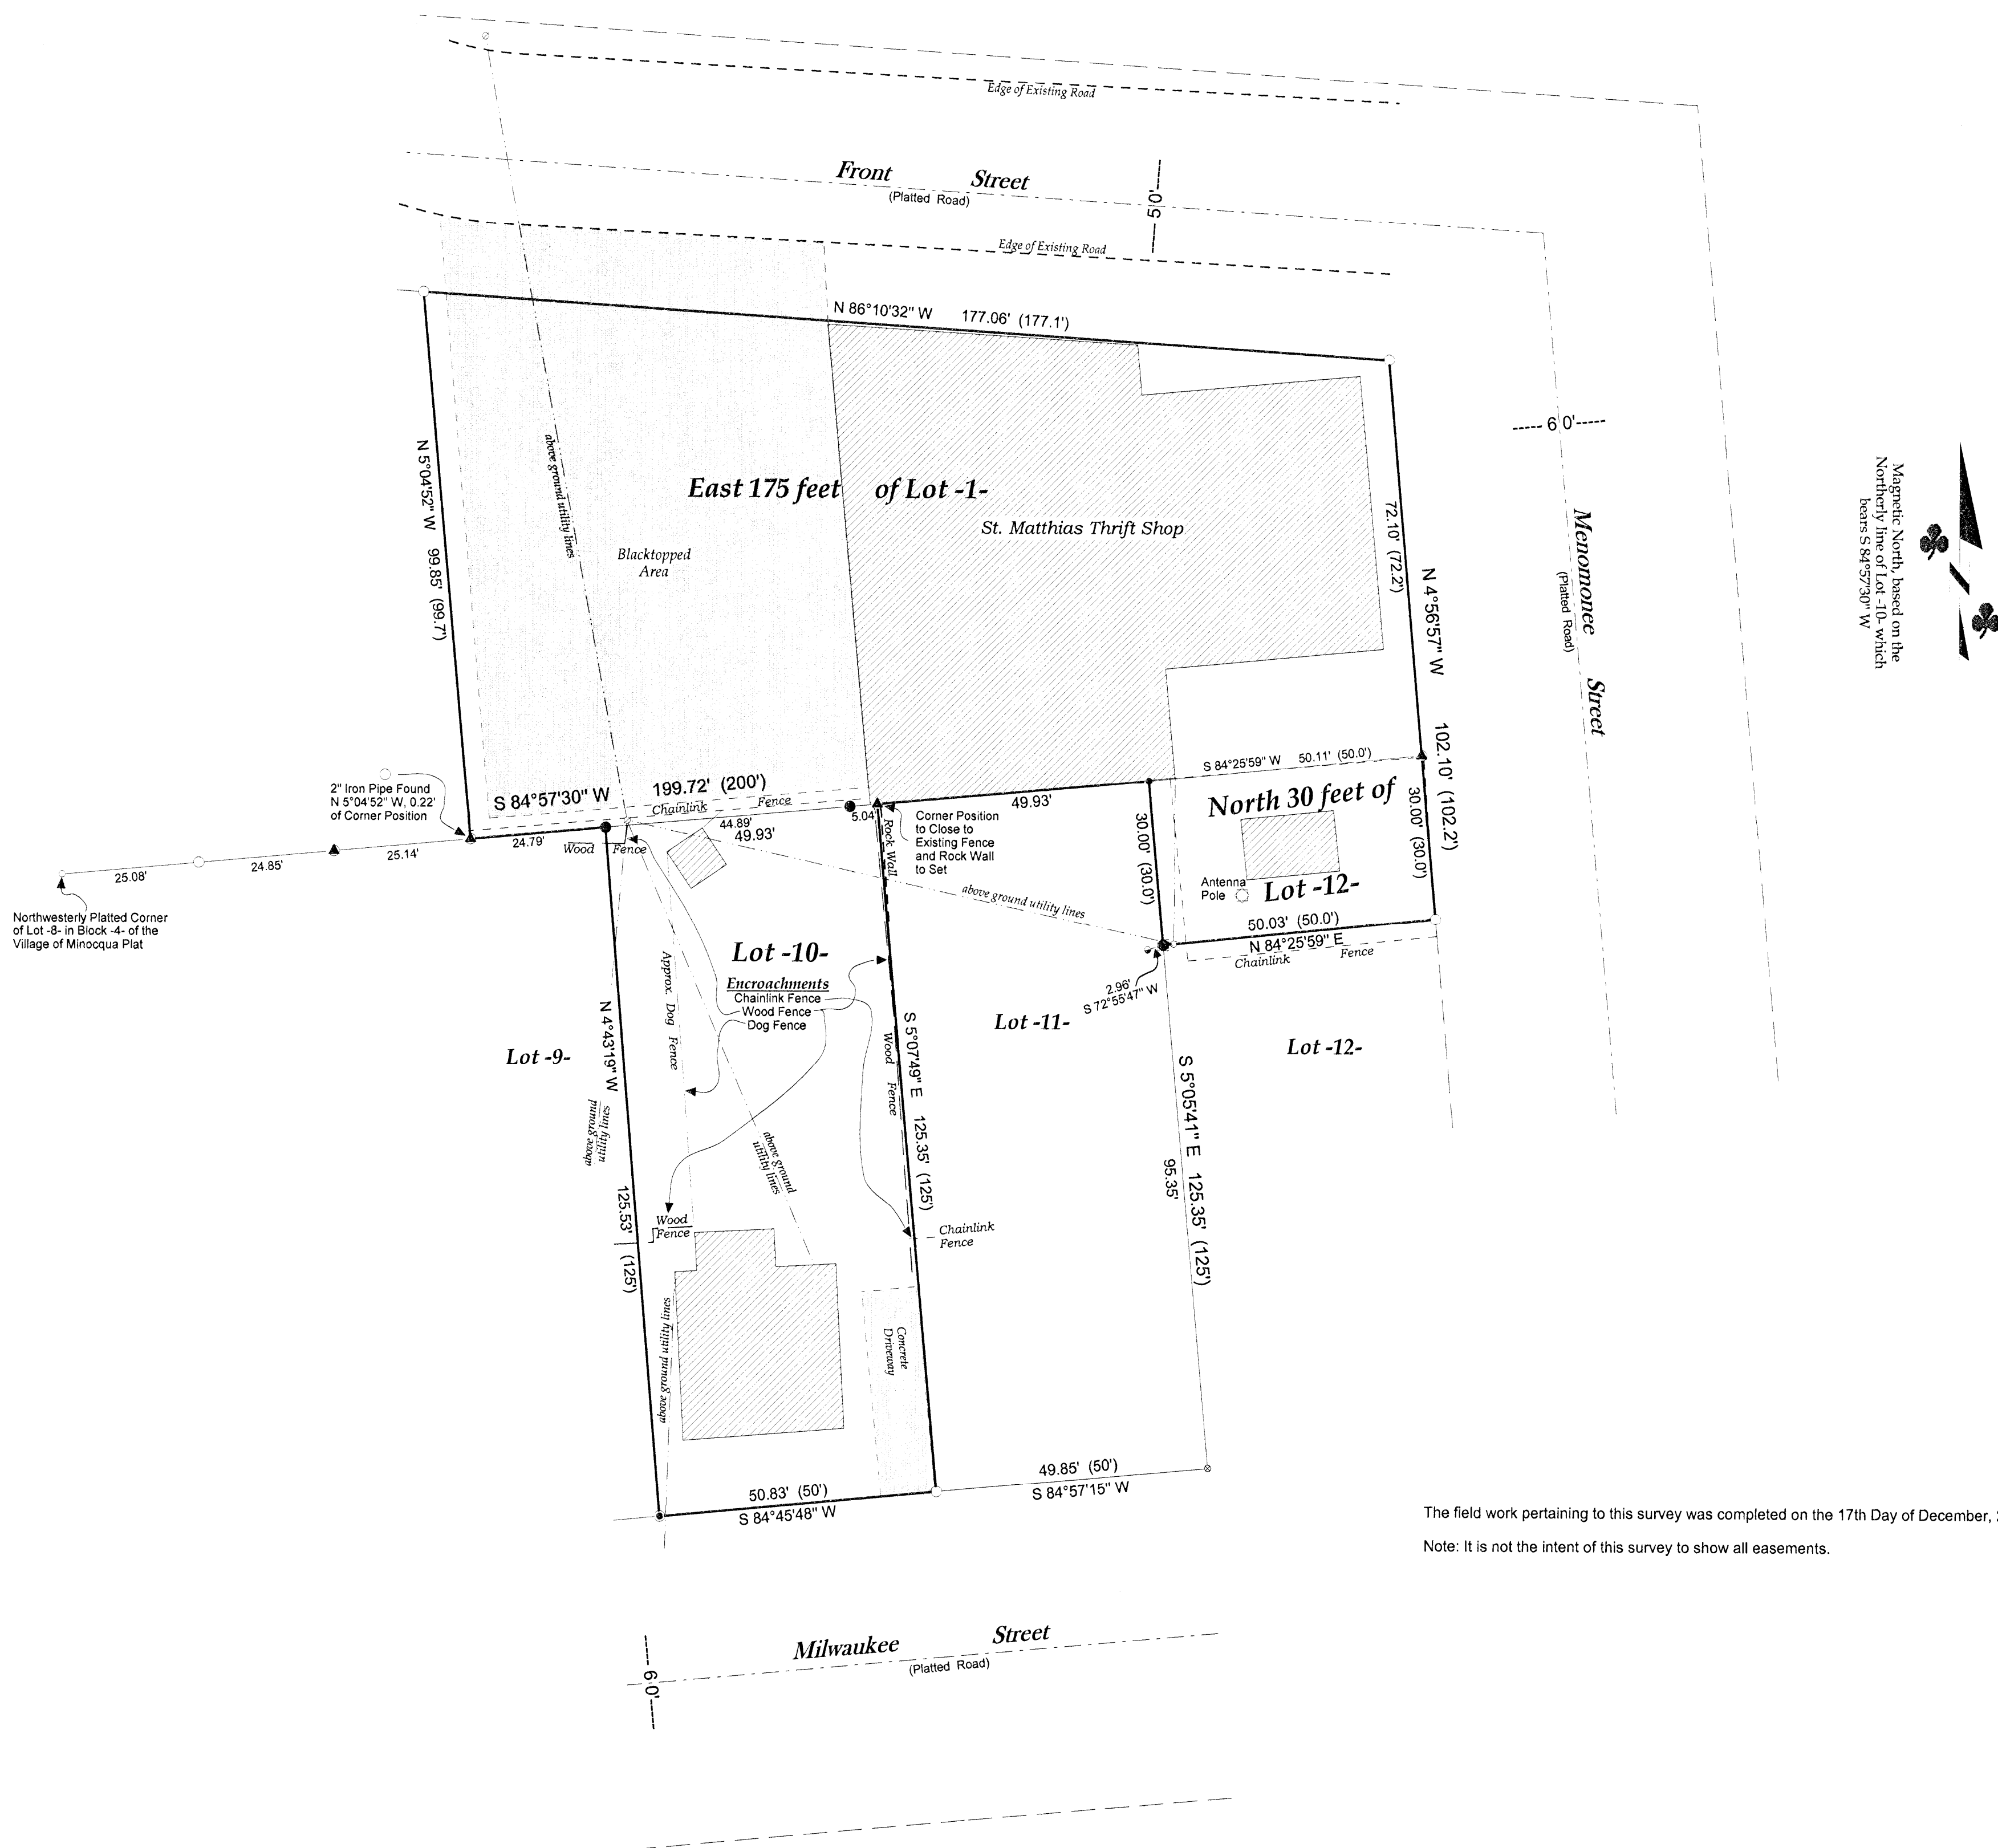 Edge of Existing Road
Front Street
(Platted Road)
50'
Edge of Existing Road
N 86°10'32" W 177.06' (177.1')
60'
Menomonee Street
(Platted Road)
Magnetic North, based on the
Northerly line of Lot -10- which
bears S 84°57'30" W
N 5°04'52" W 99.85' (99.7')
above ground utility lines
East 175 feet of Lot -1-
St. Matthias Thrift Shop
Blacktopped
Area
72.10' (72.2')
N 4°56'57" W 102.10' (102.2')
S 84°25'59" W 50.11' (50.0')
North 30 feet of
Lot -12-
30.00' (30.0')
30.00' (30.0')
Antenna
Pole
50.03' (50.0')
N 84°25'59" E
Chainlink Fence
2" Iron Pipe Found
N 5°04'52" W, 0.22'
of Corner Position
S 84°57'30" W 199.72' (200')
Chainlink Fence
44.89'
49.93'
5.04'
49.93'
24.79'
Wood Fence
25.14'
24.85'
25.08'
Northwesterly Platted Corner
of Lot -8- in Block -4- of the
Village of Minocqua Plat
Corner Position
to Close to
Existing Fence
and Rock Wall
to Set
Rock Wall
above ground utility lines
2.96'
S 72°55'47" W
Lot -10-
Encroachments
Chainlink Fence
Wood Fence
Dog Fence
Approx. Dog Fence
Lot -9-
Lot -11-
Lot -12-
N 4°43'19" W 125.53' (125')
above ground
utility lines
S 5°07'49" E 125.35' (125')
Wood Fence
S 5°05'41" E 125.35' (125')
95.35'
above ground
utility lines
Wood
Fence
Chainlink
Fence
above ground utility lines
Concrete
Driveway
50.83' (50')
S 84°45'48" W
49.85' (50')
S 84°57'15" W
The field work pertaining to this survey was completed on the 17th Day of December,
Note: It is not the intent of this survey to show all easements.
Milwaukee Street
(Platted Road)
60'